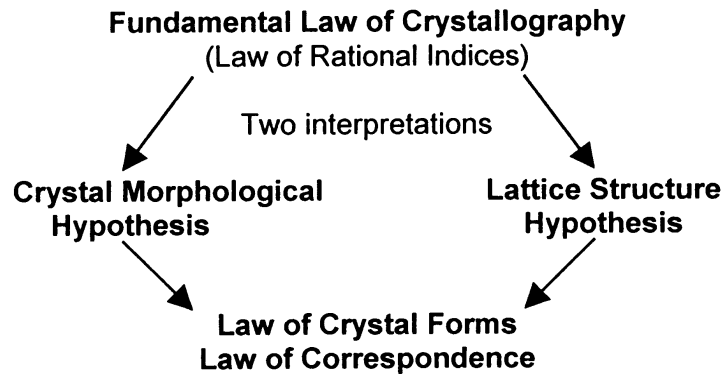 Fundamental Law of Crystallography
(Law of Rational Indices)
Two interpretations
Crystal Morphological
Hypothesis
Lattice Structure
Hypothesis
Law of Crystal Forms
Law of Correspondence